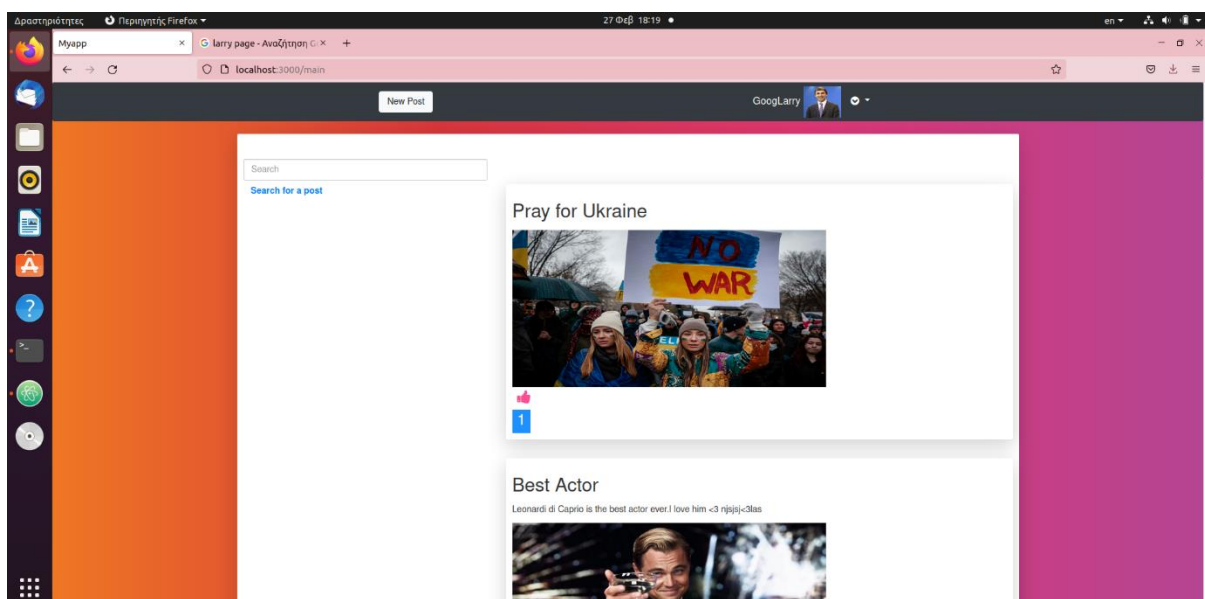 Δραστηριότητες Περιηγητής Firefox 27 Φεβ 18:19 en
Myapp larry page - Αναζήτηση
localhost:3000/main
New Post GoogLarry
Search
Search for a post
Pray for Ukraine
NO
WAR
1
Best Actor
Leonardi di Caprio is the best actor ever.I love him <3 njsjsj<3las